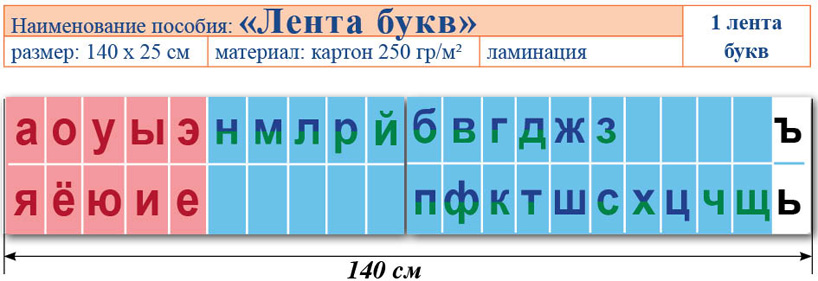 Наименование пособия: «Лента букв»
1 лента букв
размер: 140 х 25 см
материал: картон 250 гр/м²
ламинация
а о у ы э н м л р й б в г д ж з ъ
я ё ю и е п ф к т ш с х ц ч щ ь
140 см